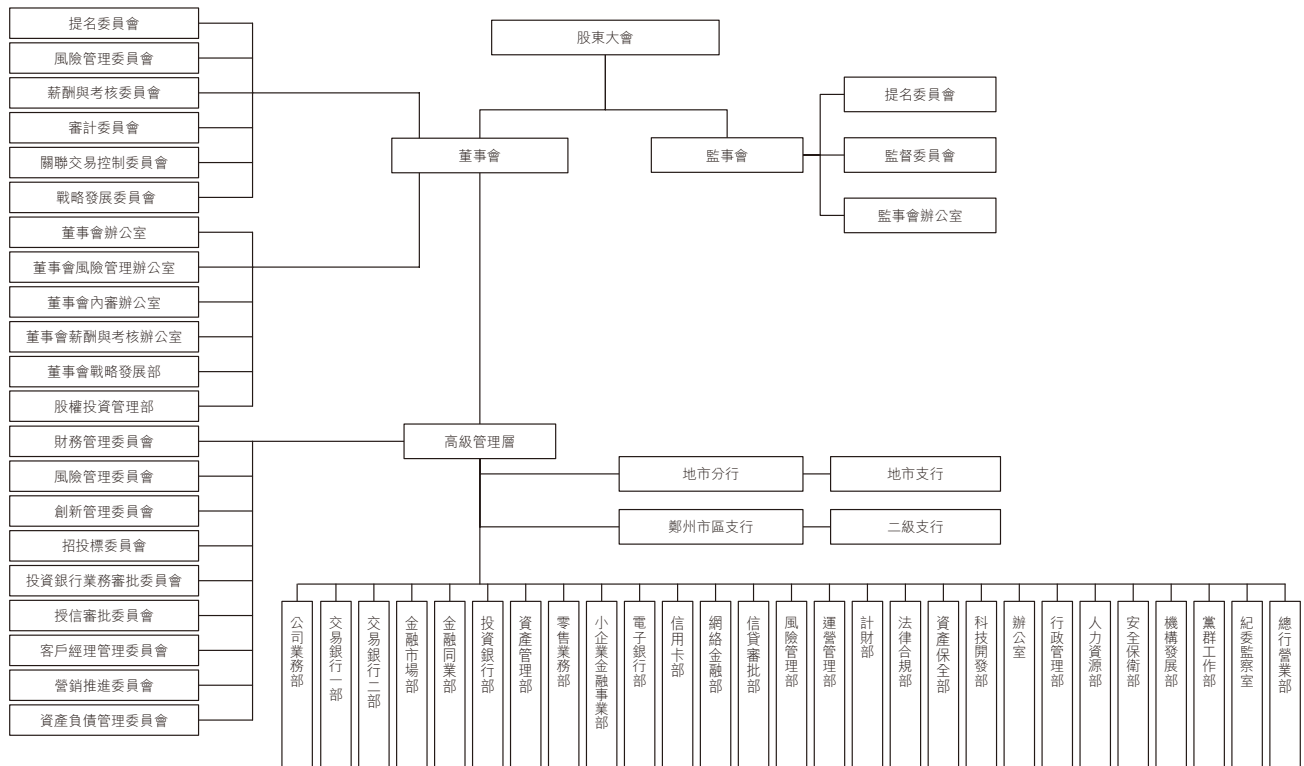 股東大會
提名委員會
風險管理委員會
薪酬與考核委員會
審計委員會
關聯交易控制委員會
戰略發展委員會
董事會
監事會
提名委員會
監督委員會
監事會辦公室
董事會辦公室
董事會風險管理辦公室
董事會內審辦公室
董事會薪酬與考核辦公室
董事會戰略發展部
股權投資管理部
高級管理層
財務管理委員會
風險管理委員會
創新管理委員會
招投標委員會
投資銀行業務審批委員會
授信審批委員會
客戶經理管理委員會
營銷推進委員會
資產負債管理委員會
地市分行
地市支行
鄭州市區支行
二級支行
公司業務部
交易銀行一部
交易銀行二部
金融市場部
金融同業部
投資銀行部
資產管理部
零售業務部
小企業金融事業部
電子銀行部
信用卡部
網絡金融部
信貸審批部
風險管理部
運營管理部
計財部
法律合規部
資產保全部
科技開發部
辦公室
行政管理部
人力資源部
安全保衛部
機構發展部
黨群工作部
紀委監察室
總行營業部